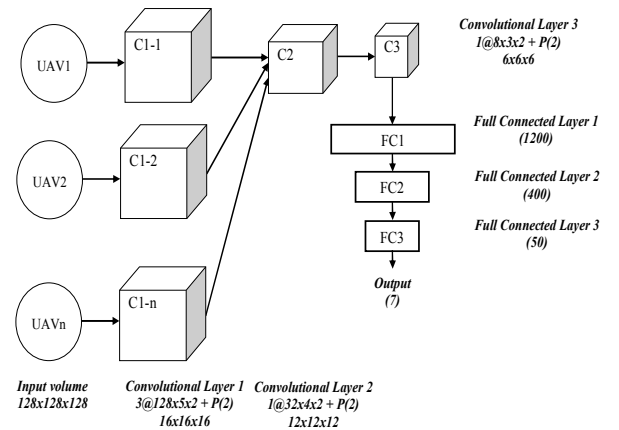 UAV1
C1-1
C2
C3
Convolutional Layer 3
1@8x3x2 + P(2)
6x6x6
UAV2
C1-2
FC1
Full Connected Layer 1
(1200)
FC2
Full Connected Layer 2
(400)
FC3
Full Connected Layer 3
(50)
Output
(7)
UAVn
C1-n
Input volume
128x128x128
Convolutional Layer 1
3@128x5x2 + P(2)
16x16x16
Convolutional Layer 2
1@32x4x2 + P(2)
12x12x12